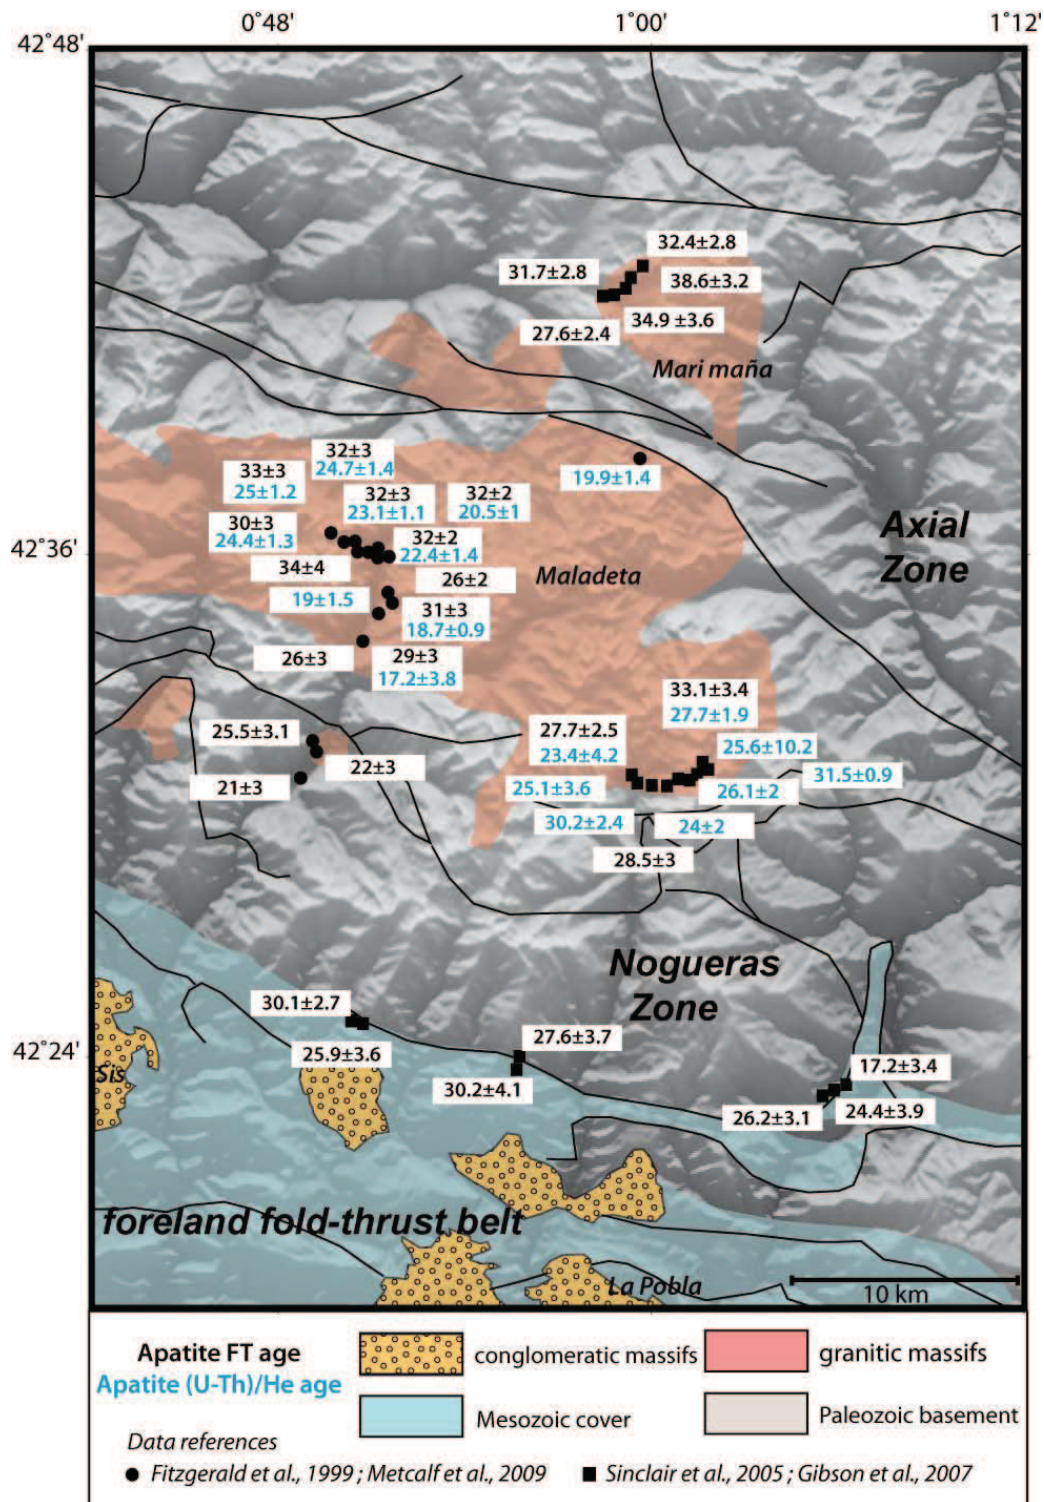 0˚48' 1˚00' 1˚12'
42˚48'
32.4±2.8
31.7±2.8
38.6±3.2
34.9 ±3.6
27.6±2.4
Mari maña
32±3
24.7±1.4
33±3
25±1.2
19.9±1.4
32±3
23.1±1.1
32±2
20.5±1
Axial
Zone
30±3
24.4±1.3
32±2
22.4±1.4
42˚36'
34±4
26±2
Maladeta
19±1.5
31±3
18.7±0.9
26±3
29±3
17.2±3.8
33.1±3.4
27.7±1.9
25.5±3.1
27.7±2.5
23.4±4.2
25.6±10.2
22±3
31.5±0.9
21±3
25.1±3.6
26.1±2
30.2±2.4
24±2
28.5±3
Nogueras
Zone
30.1±2.7
27.6±3.7
42˚24'
25.9±3.6
17.2±3.4
Sis
30.2±4.1
26.2±3.1
24.4±3.9
foreland fold-thrust belt
La Pobla
10 km
Apatite FT age
Apatite (U-Th)/He age
conglomeratic massifs
granitic massifs
Mesozoic cover
Paleozoic basement
Data references
Fitzgerald et al., 1999 ; Metcalf et al., 2009
Sinclair et al., 2005 ; Gibson et al., 2007